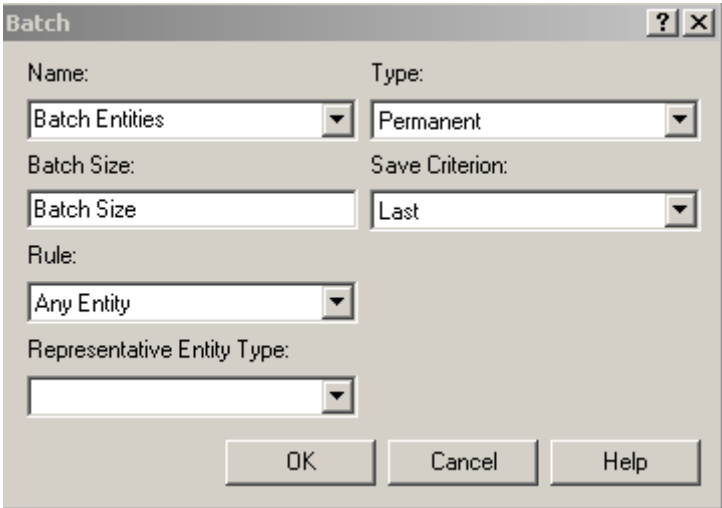 Batch
Name: Type:
Batch Entities Permanent
Batch Size: Save Criterion:
Batch Size Last
Rule:
Any Entity
Representative Entity Type:
OK Cancel Help